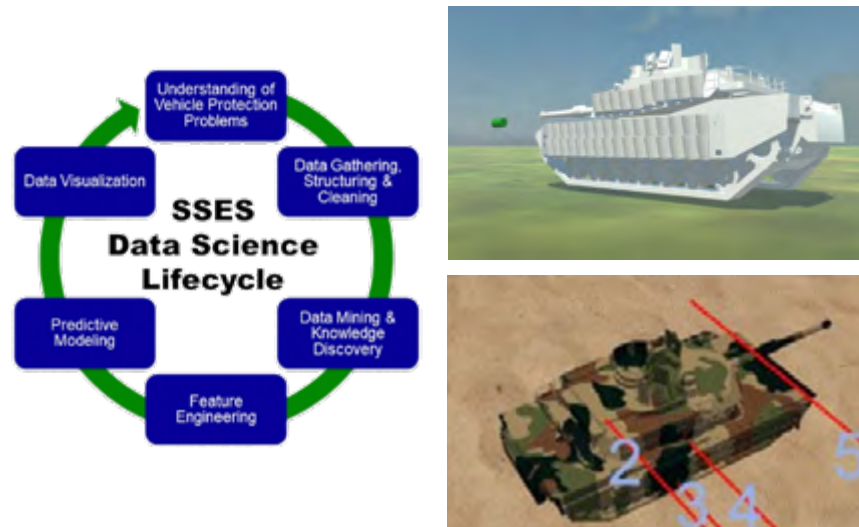 Understanding of
Vehicle Protection
Problems
Data Gathering,
Structuring &
Cleaning
Data Mining &
Knowledge
Discovery
Feature
Engineering
Predictive
Modeling
Data Visualization
SSES
Data Science
Lifecycle
2
3
4
5